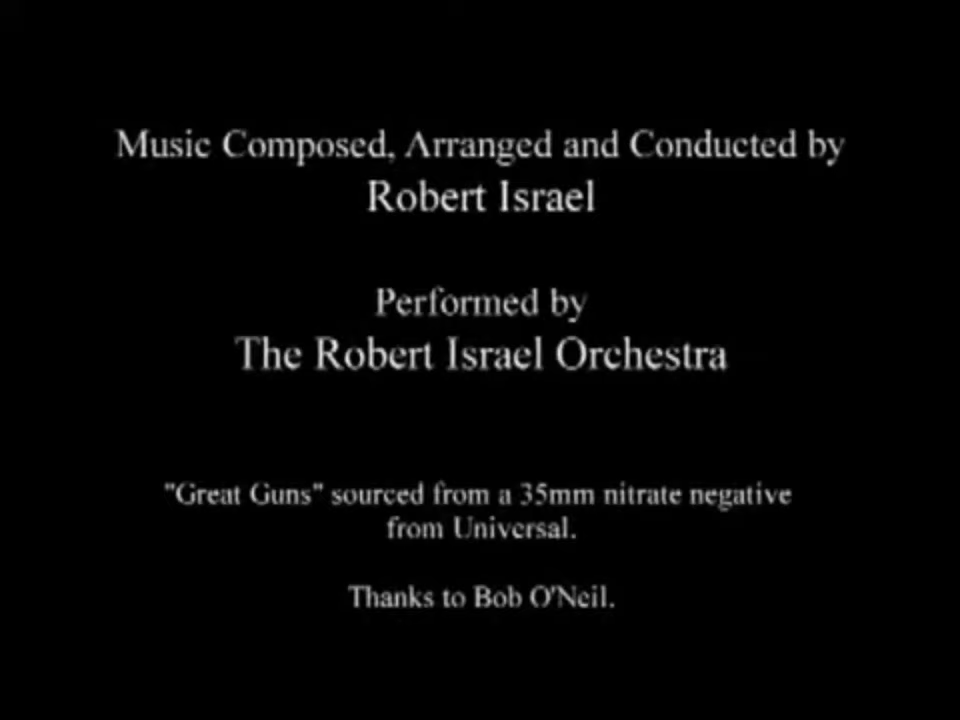 Music Composed, Arranged and Conducted by
Robert Israel
Performed by
The Robert Israel Orchestra
"Great Guns" sourced from a 35mm nitrate negative
from Universal.
Thanks to Bob O'Neil.